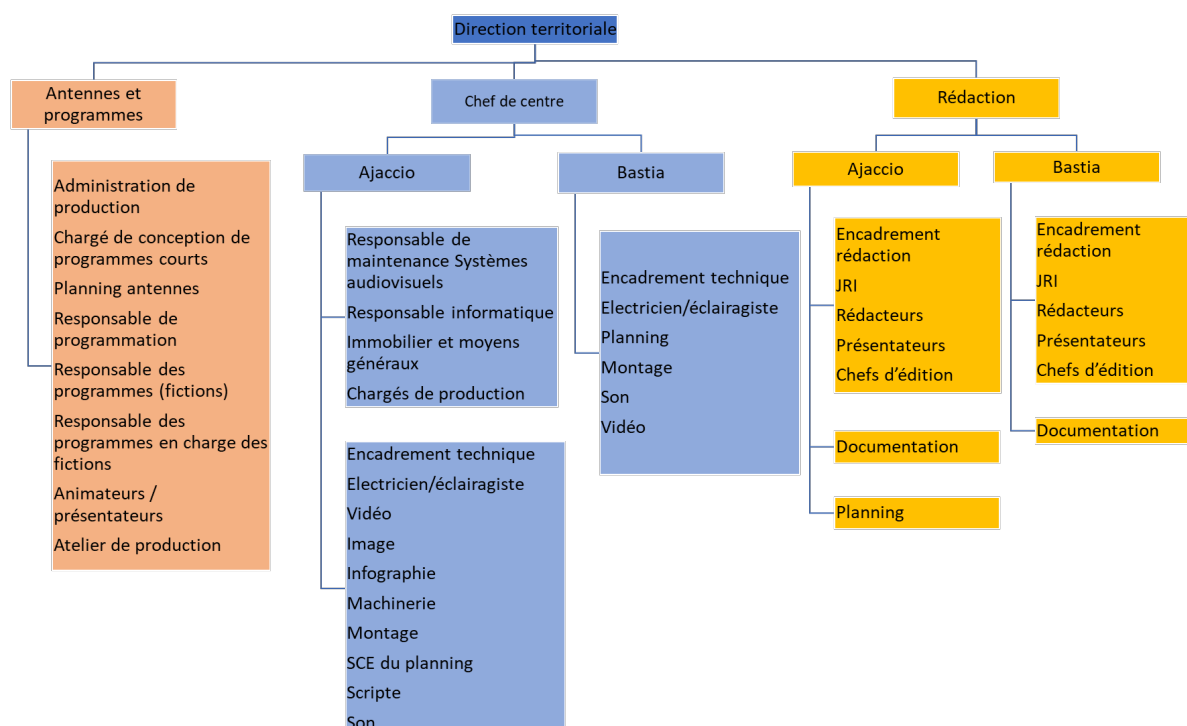 Direction territoriale
Antennes et
programmes
Administration de
production
Chargé de conception de
programmes courts
Planning antennes
Responsable de
programmation
Responsable des
programmes (fictions)
Responsable des
programmes en charge des
fictions
Animateurs /
présentateurs
Atelier de production
Chef de centre
Ajaccio
Responsable de
maintenance Systèmes
audiovisuels
Responsable informatique
Immobilier et moyens
généraux
Chargés de production
Encadrement technique
Electricien/éclairagiste
Vidéo
Image
Infographie
Machinerie
Montage
SCE du planning
Scripte
Son
Bastia
Encadrement technique
Electricien/éclairagiste
Planning
Montage
Son
Vidéo
Rédaction
Ajaccio
Encadrement
rédaction
JRI
Rédacteurs
Présentateurs
Chefs d’édition
Documentation
Planning
Bastia
Encadrement
rédaction
JRI
Rédacteurs
Présentateurs
Chefs d’édition
Documentation